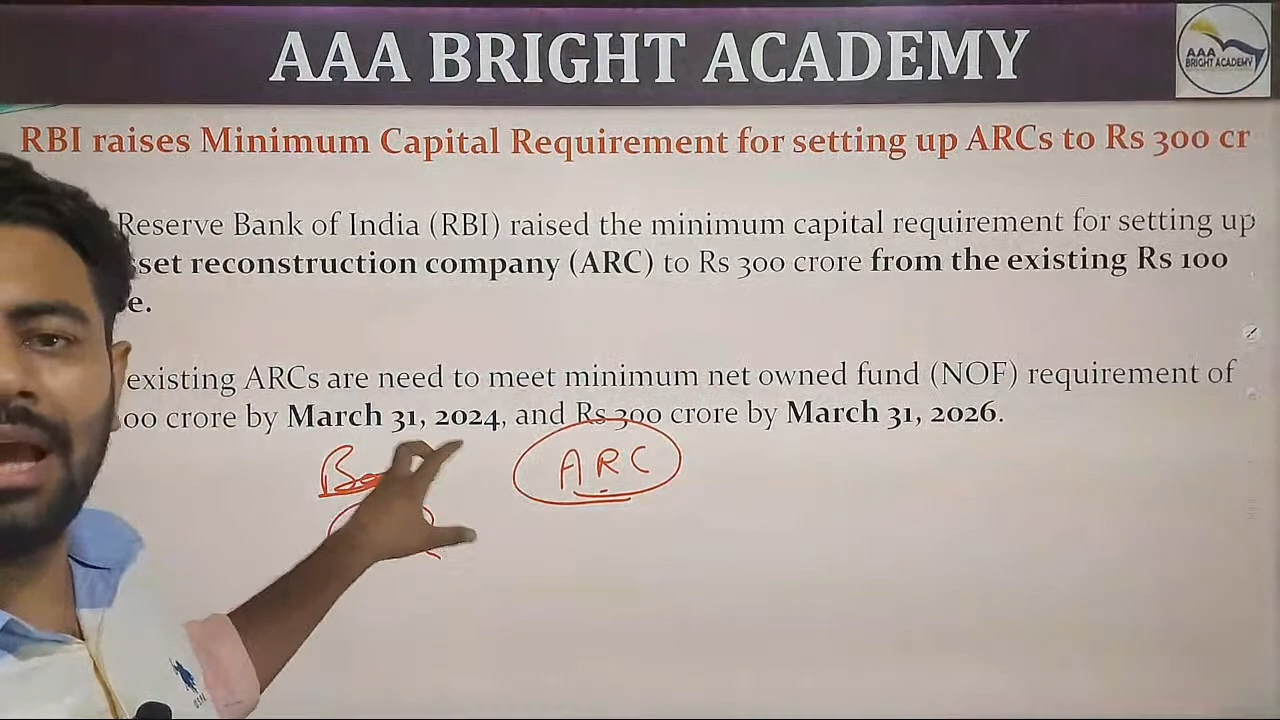 AAA BRIGHT ACADEMY
AAA
BRIGHT ACADEMY
RBI raises Minimum Capital Requirement for setting up ARCs to Rs 300 cr
Reserve Bank of India (RBI) raised the minimum capital requirement for setting up
sset reconstruction company (ARC) to Rs 300 crore from the existing Rs 100
e.
existing ARCs are need to meet minimum net owned fund (NOF) requirement of
00 crore by March 31, 2024, and Rs 300 crore by March 31, 2026.
ARC